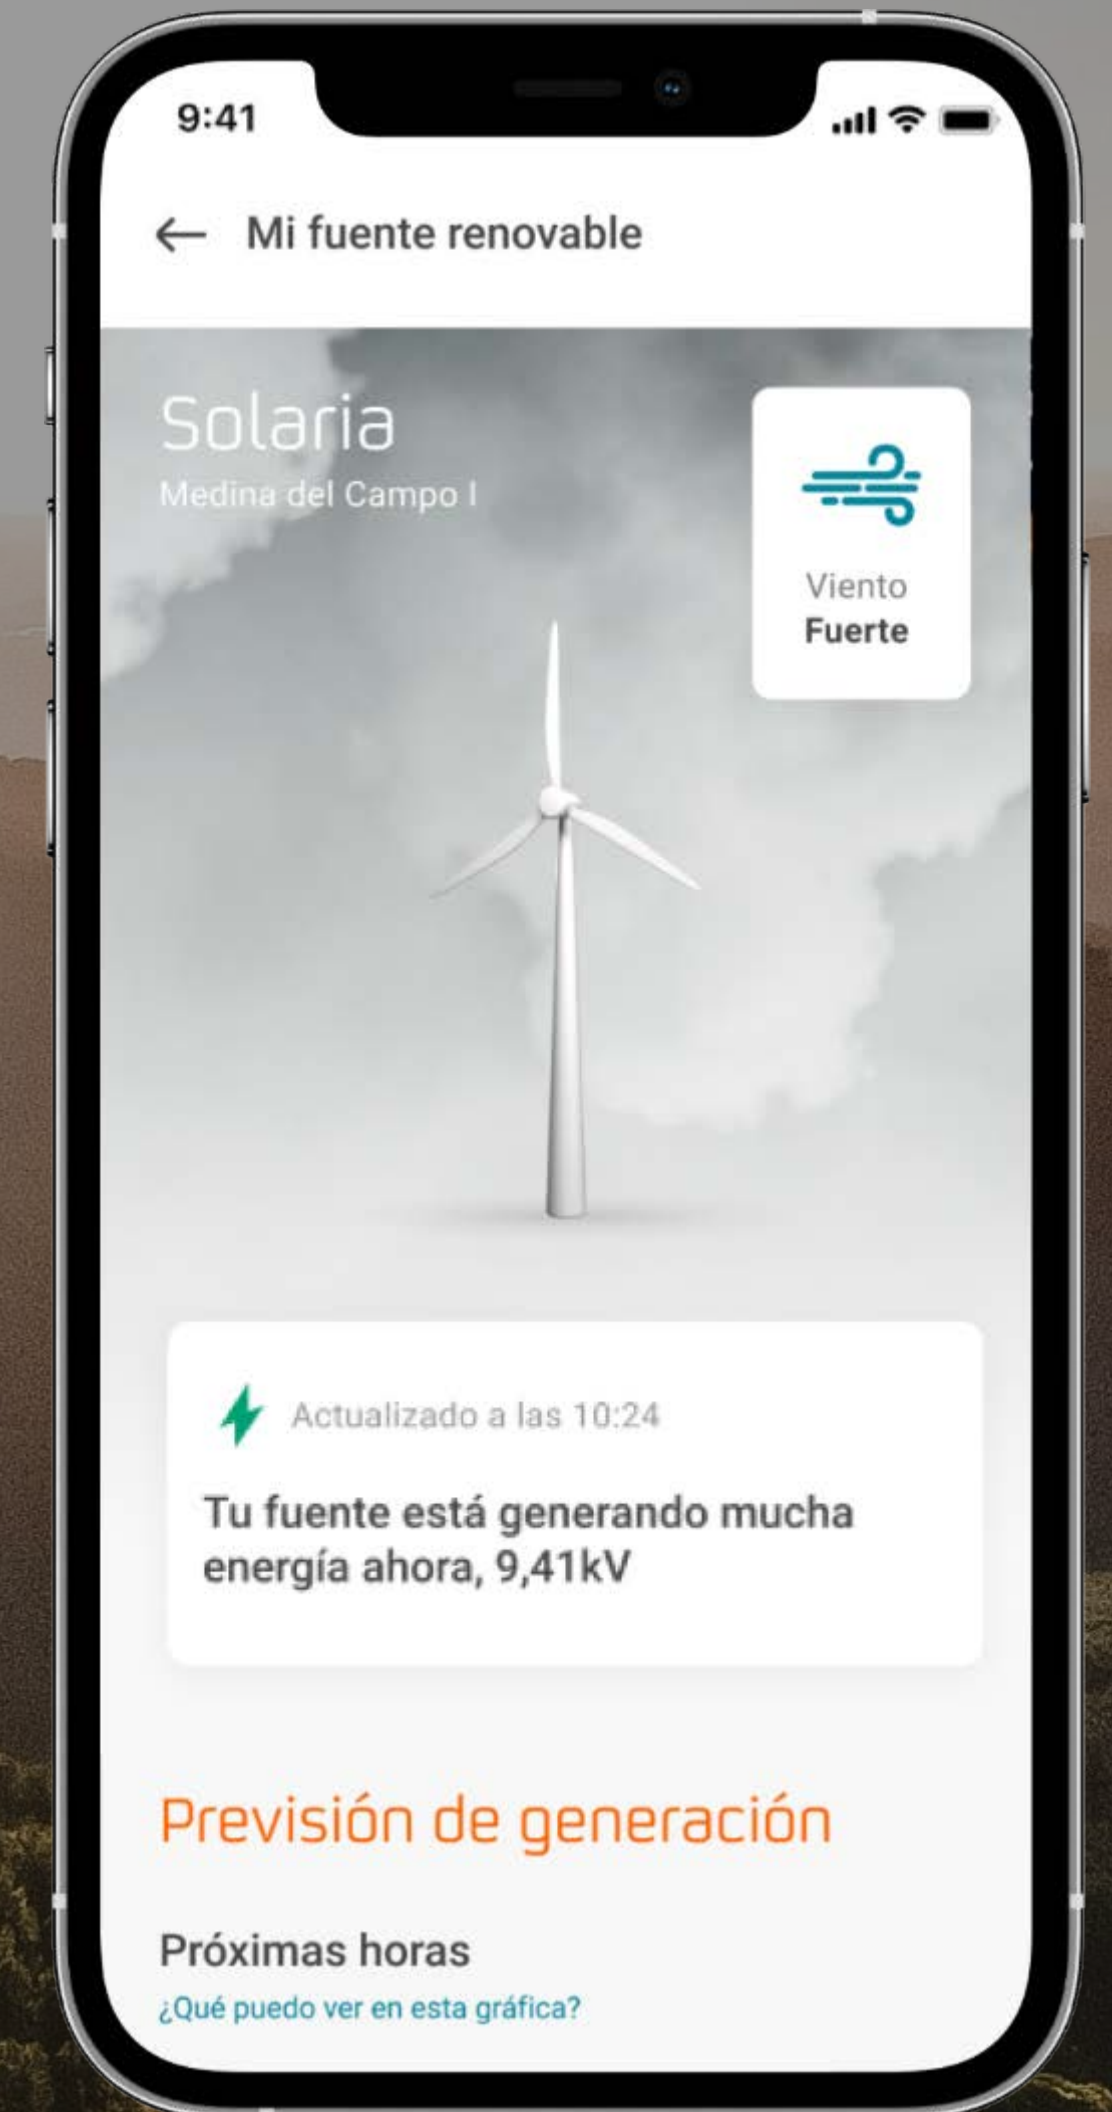 9:41
Mi fuente renovable
Solaria
Medina del Campo I
Viento
Fuerte
Actualizado a las 10:24
Tu fuente está generando mucha
energía ahora, 9,41kV
Previsión de generación
Próximas horas
¿Qué puedo ver en esta gráfica?